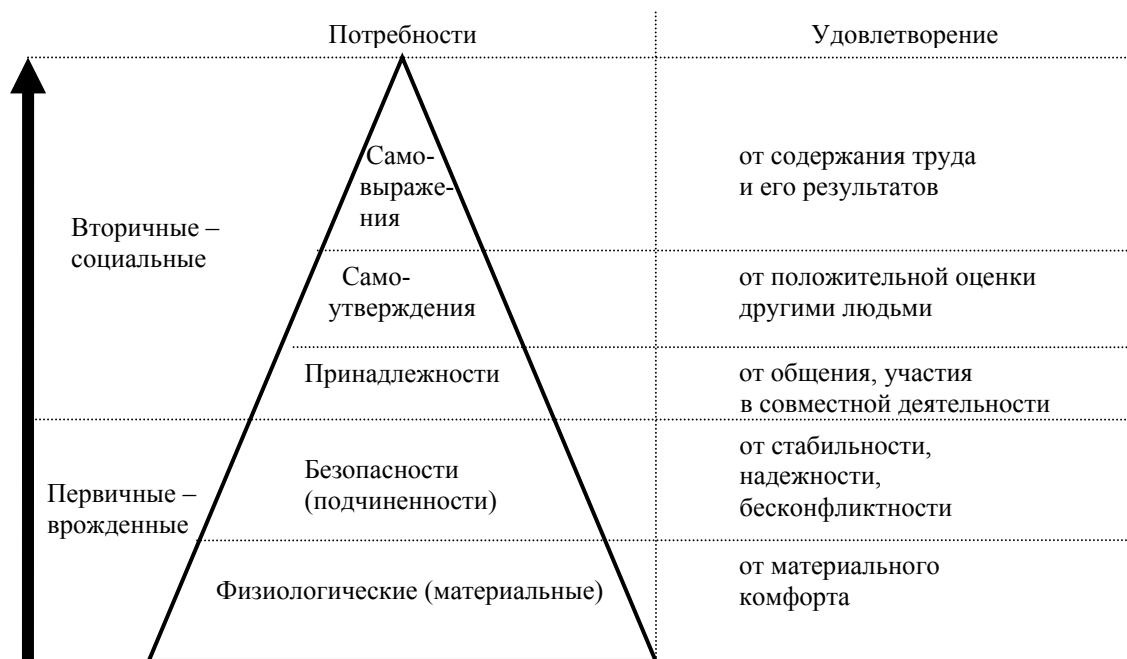 Потребности
Удовлетворение
Само-
выраже-
ния
от содержания труда
и его результатов
Вторичные –
социальные
Само-
утверждения
от положительной оценки
другими людьми
Принадлежности
от общения, участия
в совместной деятельности
Первичные –
врожденные
Безопасности
(подчиненности)
от стабильности,
надежности,
бесконфликтности
Физиологические (материальные)
от материального
комфорта